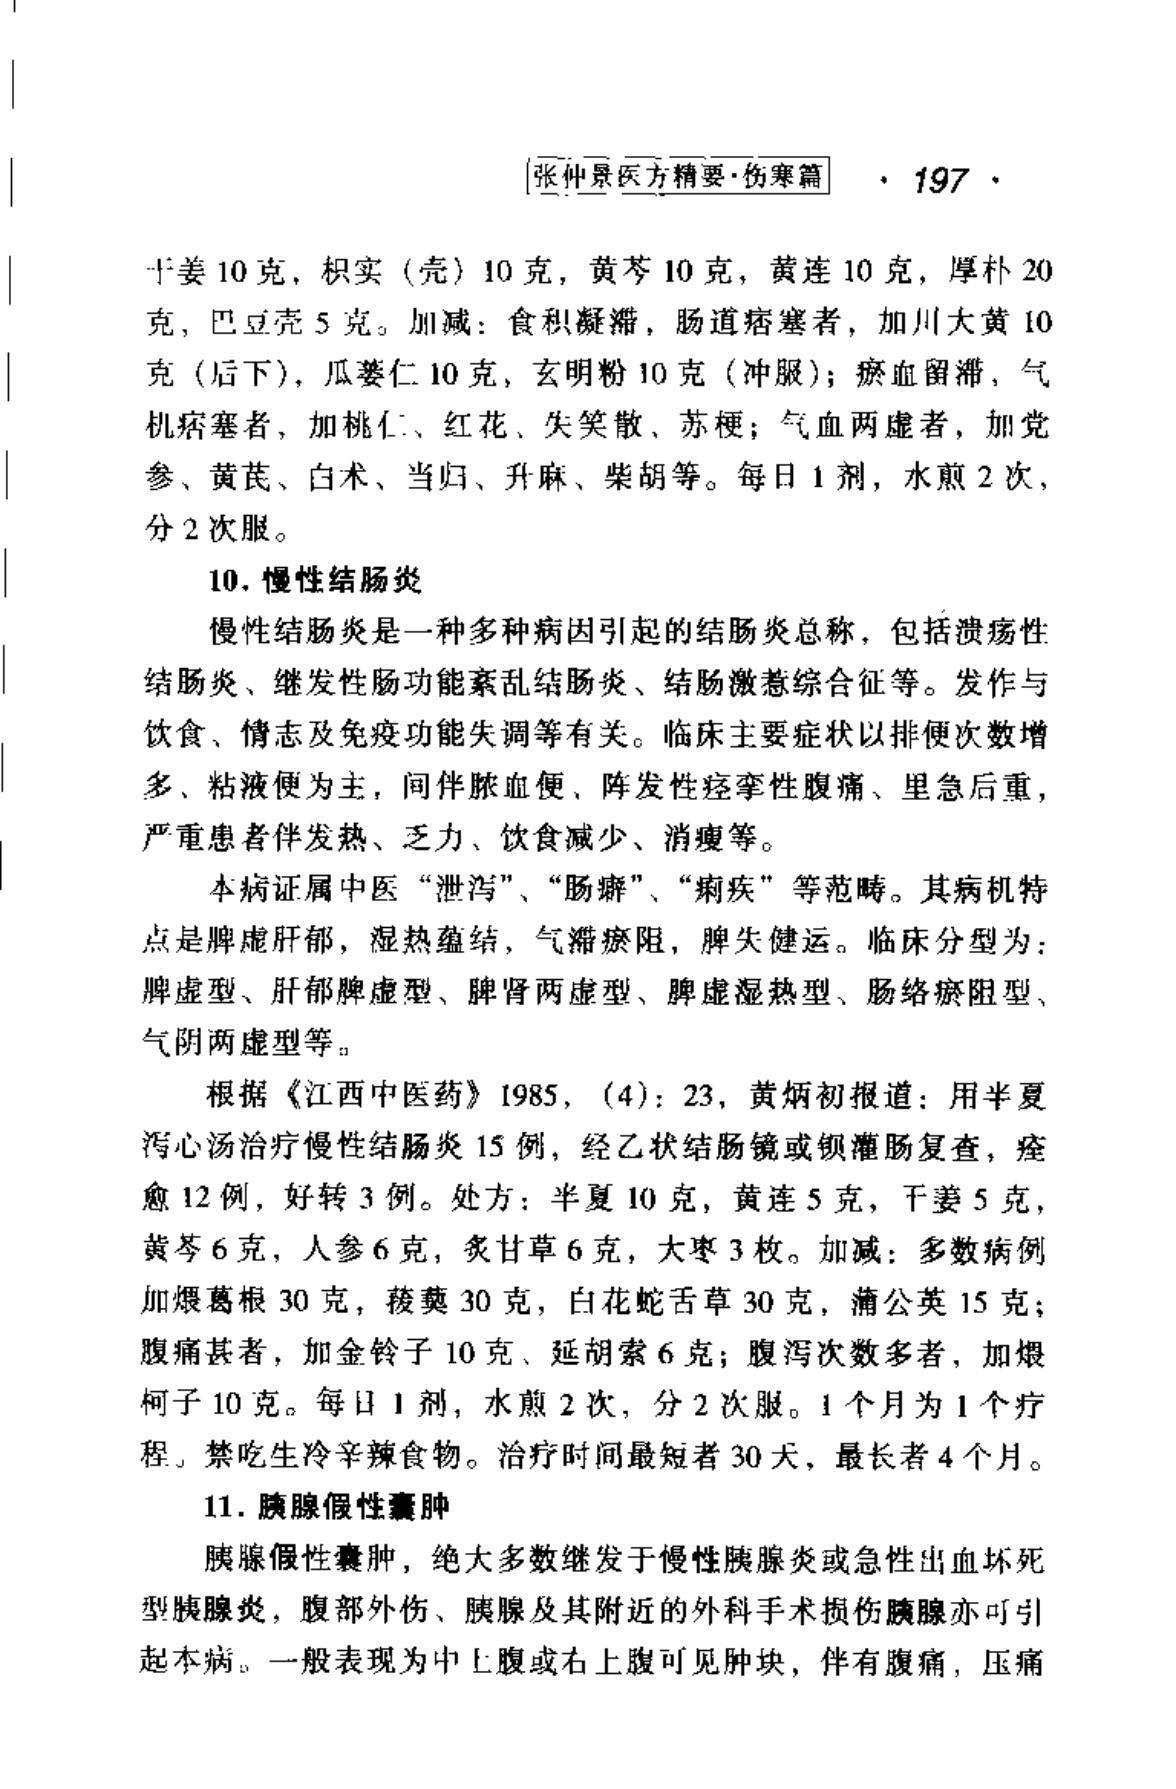 张仲景医方精要·伤寒篇 · 197 ·
干姜 10 克，枳实（壳）10 克，黄芩 10 克，黄连 10 克，厚朴 20
克，巴豆壳 5 克。加减：食积凝滞，肠道痞塞者，加川大黄 10
克（后下），瓜蒌仁 10 克，玄明粉 10 克（冲服）；瘀血留滞，气
机痞塞者，加桃仁、红花、失笑散、苏梗；气血两虚者，加党
参、黄芪、白术、当归、升麻、柴胡等。每日 1 剂，水煎 2 次，
分 2 次服。
10. 慢性结肠炎
慢性结肠炎是一种多种病因引起的结肠炎总称，包括溃疡性
结肠炎、继发性肠功能紊乱结肠炎、结肠激惹综合征等。发作与
饮食、情志及免疫功能失调等有关。临床主要症状以排便次数增
多、粘液便为主，间伴脓血便、阵发性痉挛性腹痛、里急后重，
严重患者伴发热、乏力、饮食减少、消瘦等。
本病证属中医“泄泻”、“肠癖”、“痢疾”等范畴。其病机特
点是脾虚肝郁，湿热蕴结，气滞瘀阻，脾失健运。临床分型为：
脾虚型、肝郁脾虚型、脾肾两虚型、脾虚湿热型、肠络瘀阻型、
气阴两虚型等。
根据《江西中医药》1985，（4）：23，黄炳初报道：用半夏
泻心汤治疗慢性结肠炎 15 例，经乙状结肠镜或钡灌肠复查，痊
愈 12 例，好转 3 例。处方：半夏 10 克，黄连 5 克，干姜 5 克，
黄芩 6 克，人参 6 克，炙甘草 6 克，大枣 3 枚。加减：多数病例
加煨葛根 30 克，菝葜 30 克，白花蛇舌草 30 克，蒲公英 15 克；
腹痛甚者，加金铃子 10 克、延胡索 6 克；腹泻次数多者，加煨
柯子 10 克。每日 1 剂，水煎 2 次，分 2 次服。1 个月为 1 个疗
程。禁吃生冷辛辣食物。治疗时间最短者 30 天，最长者 4 个月。
11. 胰腺假性囊肿
胰腺假性囊肿，绝大多数继发于慢性胰腺炎或急性出血坏死
型胰腺炎，腹部外伤、胰腺及其附近的外科手术损伤胰腺亦可引
起本病。一般表现为中上腹或右上腹可见肿块，伴有腹痛，压痛